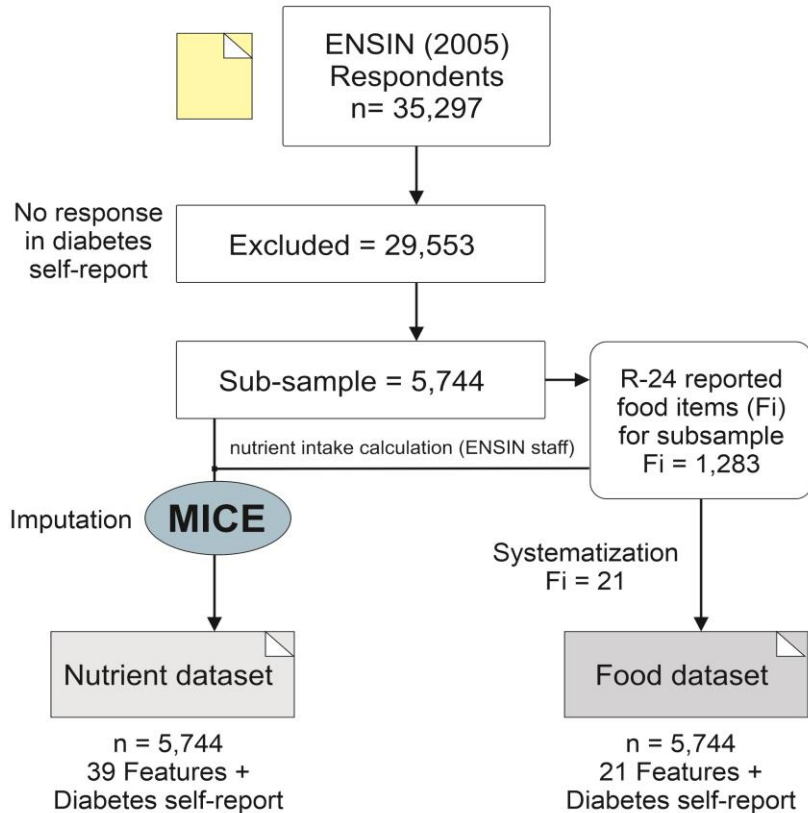 ENSIN (2005)
Respondents
n= 35,297
No response
in diabetes
self-report
Excluded = 29,553
Sub-sample = 5,744
R-24 reported
food items (Fi)
for subsample
Fi = 1,283
nutrient intake calculation (ENSIN staff)
Imputation
MICE
Systematization
Fi = 21
Nutrient dataset
n = 5,744
39 Features +
Diabetes self-report
Food dataset
n = 5,744
21 Features +
Diabetes self-report